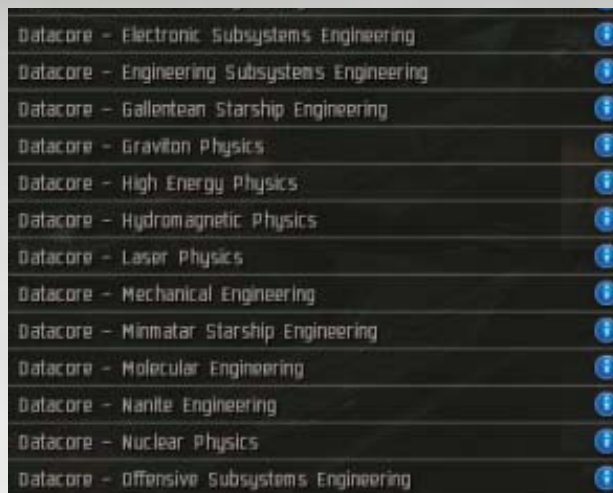 Datacore - Electronic Subsystems Engineering
Datacore - Engineering Subsystems Engineering
Datacore - Gallentean Starship Engineering
Datacore - Graviton Physics
Datacore - High Energy Physics
Datacore - Hydromagnetic Physics
Datacore - Laser Physics
Datacore - Mechanical Engineering
Datacore - Minmatar Starship Engineering
Datacore - Molecular Engineering
Datacore - Nanite Engineering
Datacore - Nuclear Physics
Datacore - Offensive Subsystems Engineering